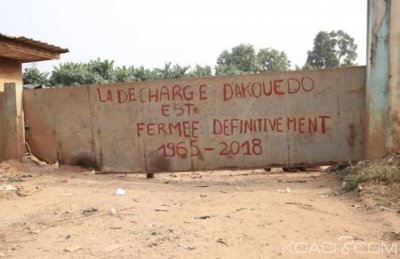 LA DECHARGE D'AKOUEDO
EST
FERMEE DEFINITIVEMENT
1965-2018
KOACI.COM